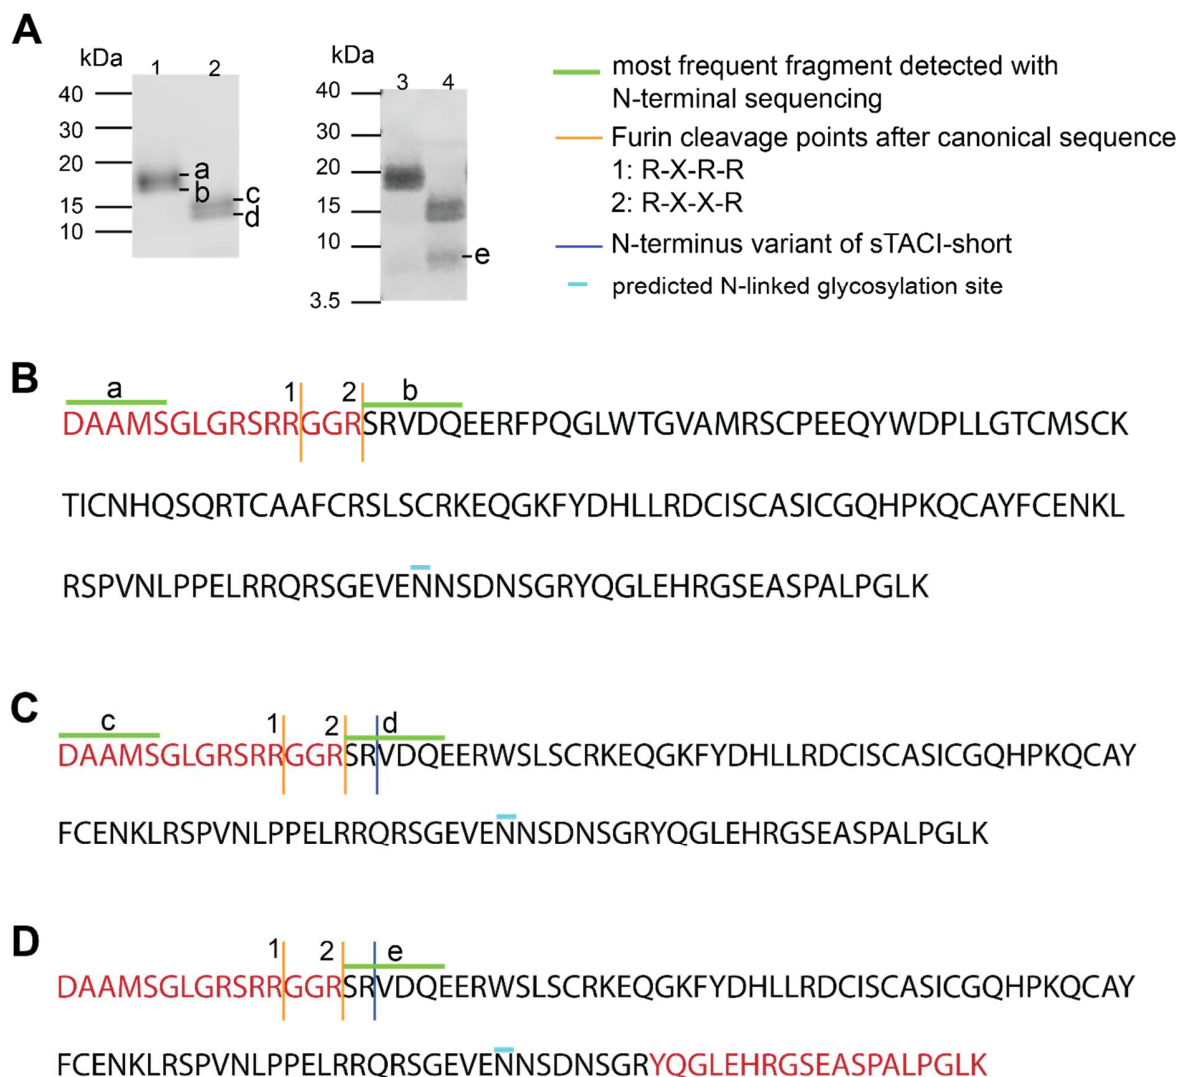 A
kDa
1 2
40
30
20
15
10
a
b
c
d
kDa
3 4
40
30
20
15
10
3.5
e
most frequent fragment detected with
N-terminal sequencing
Furin cleavage points after canonical sequence
1: R-X-R-R
2: R-X-X-R
N-terminus variant of sTACI-short
predicted N-linked glycosylation site
B
a 1 2 b
DAAMSGLGRSRRGGRSRVDQEERFPQGLWTGVAMRSCPEEQYWDPLLGTCMSCK
TICNHQSQRTCAAFCRSLSCRKEQGKFYDHLLRDCISCASICGQHPKQCAYFCENKL
RSPVNLPPELRRQRSGEVENNSDNSGRYQGLEHRGSEASPALPGLK
C
c 1 2 d
DAAMSGLGRSRRGGRSRVDQEERWSLSCRKEQGKFYDHLLRDCISCASICGQHPKQCAY
FCENKLRSPVNLPPELRRQRSGEVENNSDNSGRYQGLEHRGSEASPALPGLK
D
1 2 e
DAAMSGLGRSRRGGRSRVDQEERWSLSCRKEQGKFYDHLLRDCISCASICGQHPKQCAY
FCENKLRSPVNLPPELRRQRSGEVENNSDNSGRYQGLEHRGSEASPALPGLK